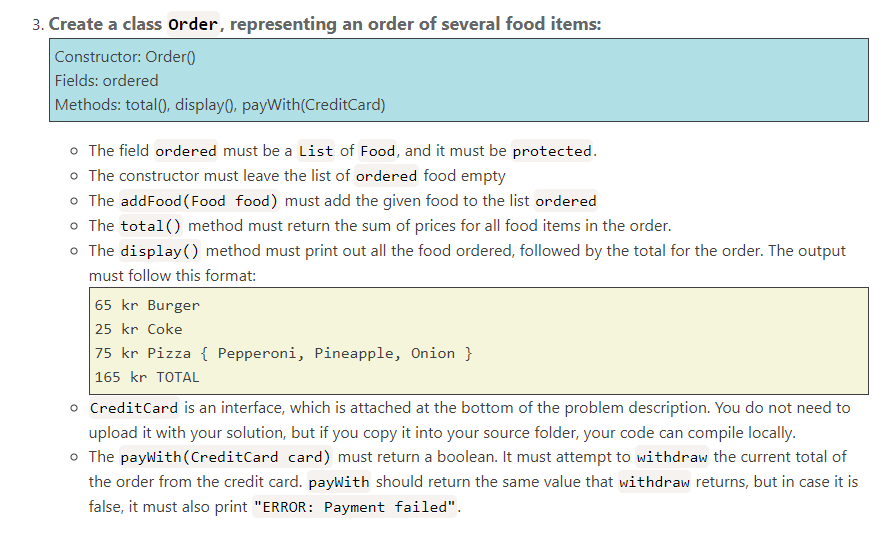 3. Create a class Order, representing an order of several food items:
Constructor: Order()
Fields: ordered
Methods: total(), display(), payWith(CreditCard)
The field ordered must be a List of Food, and it must be protected.
The constructor must leave the list of ordered food empty
The addFood(Food food) must add the given food to the list ordered
The total() method must return the sum of prices for all food items in the order.
The display() method must print out all the food ordered, followed by the total for the order. The output
must follow this format:
65 kr Burger
25 kr Coke
75 kr Pizza { Pepperoni, Pineapple, Onion }
165 kr TOTAL
CreditCard is an interface, which is attached at the bottom of the problem description. You do not need to
upload it with your solution, but if you copy it into your source folder, your code can compile locally.
The payWith(CreditCard card) must return a boolean. It must attempt to withdraw the current total of
the order from the credit card. payWith should return the same value that withdraw returns, but in case it is
false, it must also print "ERROR: Payment failed".